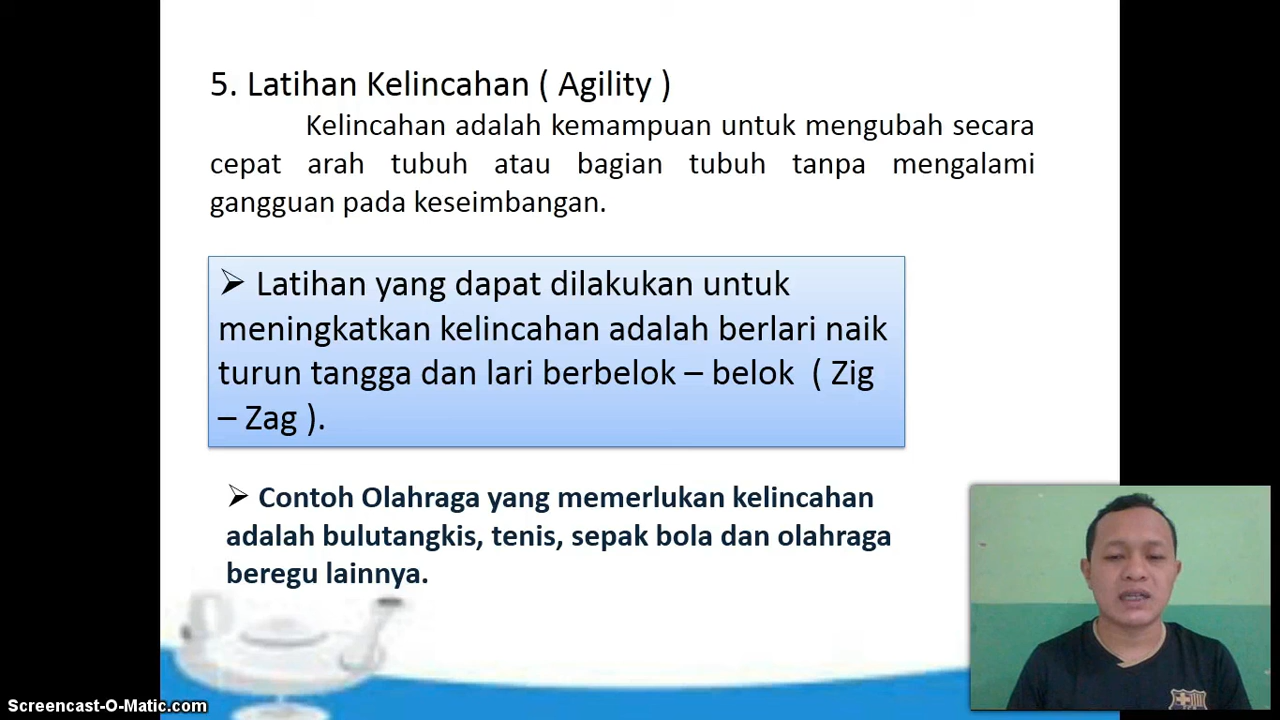 5. Latihan Kelincahan ( Agility )
Kelincahan adalah kemampuan untuk mengubah secara
cepat arah tubuh atau bagian tubuh tanpa mengalami
gangguan pada keseimbangan.
➢ Latihan yang dapat dilakukan untuk
meningkatkan kelincahan adalah berlari naik
turun tangga dan lari berbelok – belok ( Zig
– Zag ).
➢ Contoh Olahraga yang memerlukan kelincahan
adalah bulutangkis, tenis, sepak bola dan olahraga
beregu lainnya.
Screencast-O-Matic.com